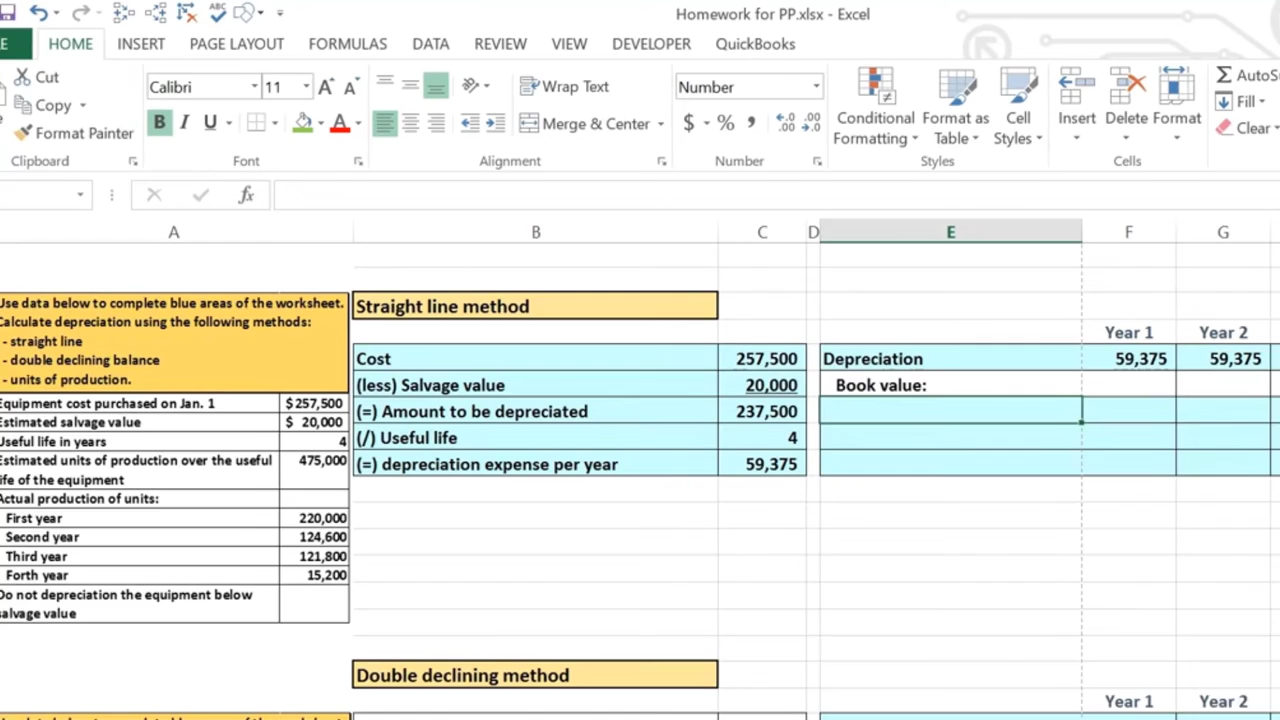 ABC
Homework for PP.xlsx - Excel
E HOME INSERT PAGE LAYOUT FORMULAS DATA REVIEW VIEW DEVELOPER QuickBooks
Cut
Copy
Format Painter
Clipboard
Calibri 11
B I U
Font
Wrap Text
Merge & Center
Alignment
Number
$ % ,
Number
Conditional Formatting
Format as Table
Cell Styles
Styles
Insert Delete Format
Cells
AutoS
Fill
Clear
fx
A B C D E F G
Use data below to complete blue areas of the worksheet.
Calculate depreciation using the following methods:
- straight line
- double declining balance
- units of production.
Equipment cost purchased on Jan. 1 $257,500
Estimated salvage value $ 20,000
Useful life in years 4
Estimated units of production over the useful 475,000
life of the equipment
Actual production of units:
First year 220,000
Second year 124,600
Third year 121,800
Forth year 15,200
Do not depreciation the equipment below
salvage value
Straight line method
Cost 257,500
(less) Salvage value 20,000
(=) Amount to be depreciated 237,500
(/) Useful life 4
(=) depreciation expense per year 59,375
Year 1 Year 2
Depreciation 59,375 59,375
Book value:
Double declining method
Year 1 Year 2